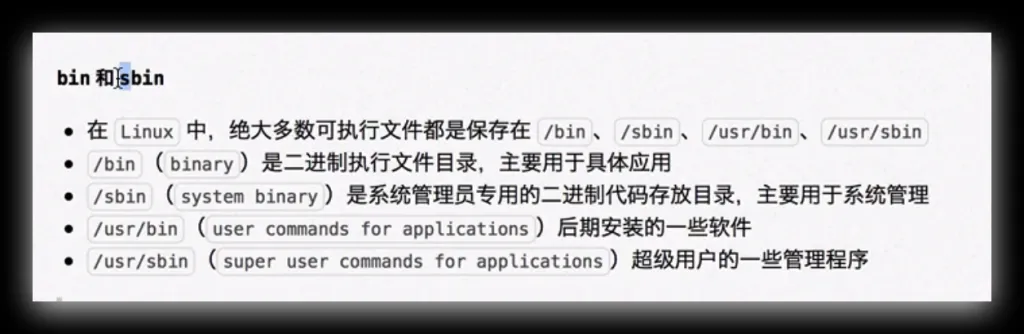 bin 和 sbin
在 Linux 中，绝大多数可执行文件都是保存在 /bin、/sbin、/usr/bin、/usr/sbin
/bin（binary）是二进制执行文件目录，主要用于具体应用
/sbin（system binary）是系统管理员专用的二进制代码存放目录，主要用于系统管理
/usr/bin（user commands for applications）后期安装的一些软件
/usr/sbin（super user commands for applications）超级用户的一些管理程序